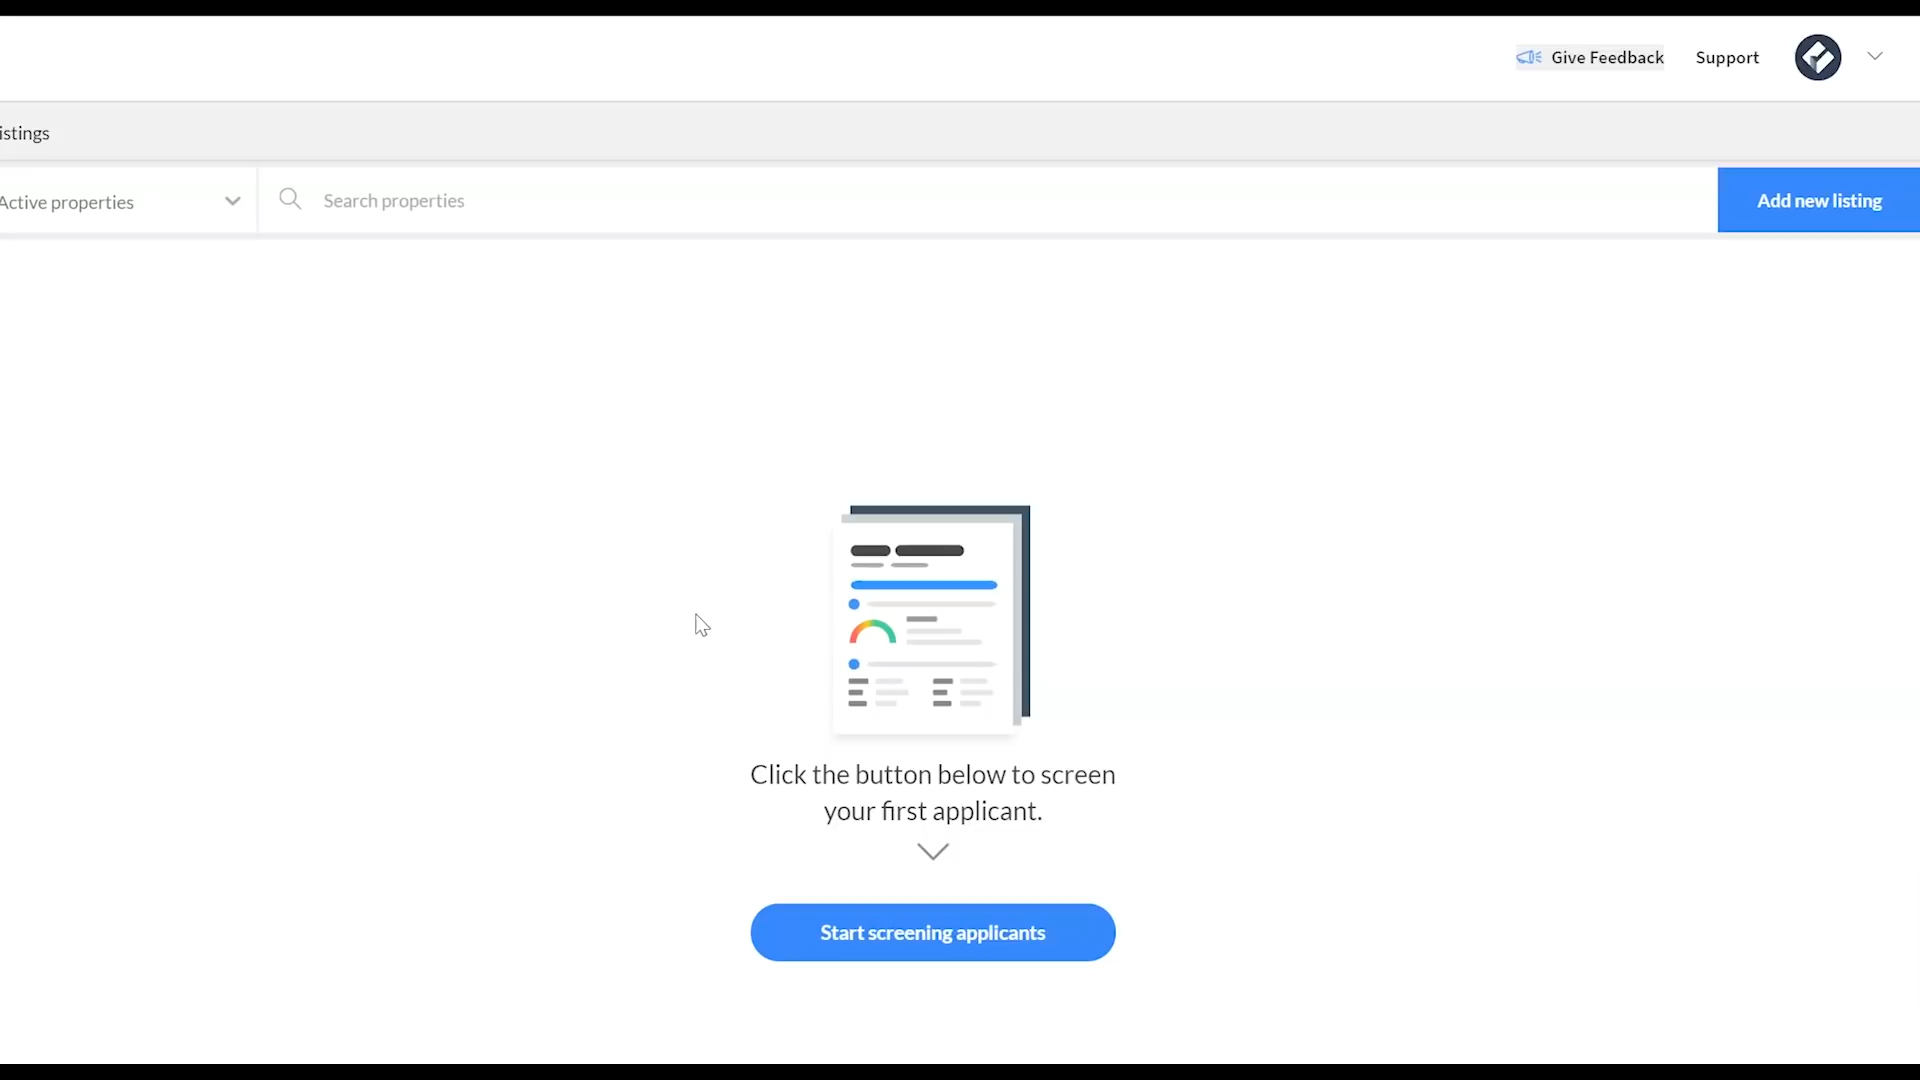 Give Feedback Support
istings
Active properties Search properties Add new listing
Click the button below to screen
your first applicant.
Start screening applicants